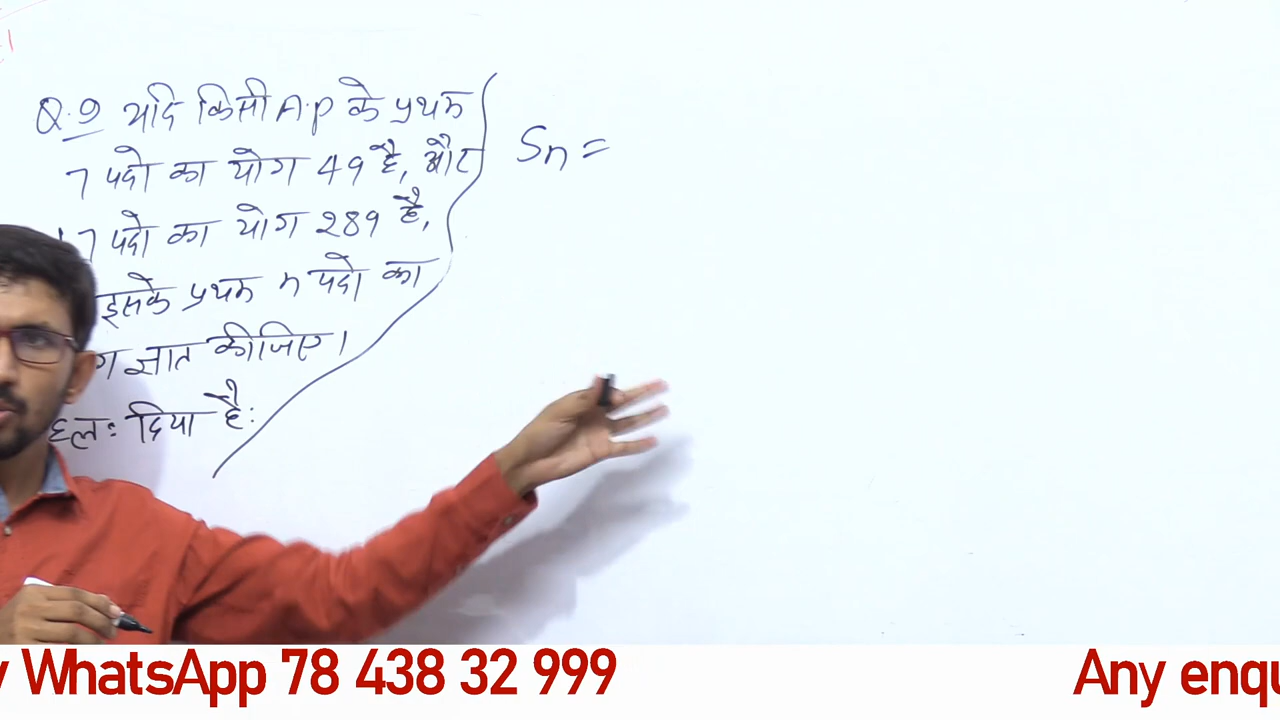 Q.9 यदि किसी A.P के प्रथम
7 पदो का योग 49 है, और
17 पदो का योग 289 है,
इसके प्रथम n पदो का
ग ज्ञात कीजिए।
हल: दिया है:
Sn =
WhatsApp 78 438 32 999
Any enqu